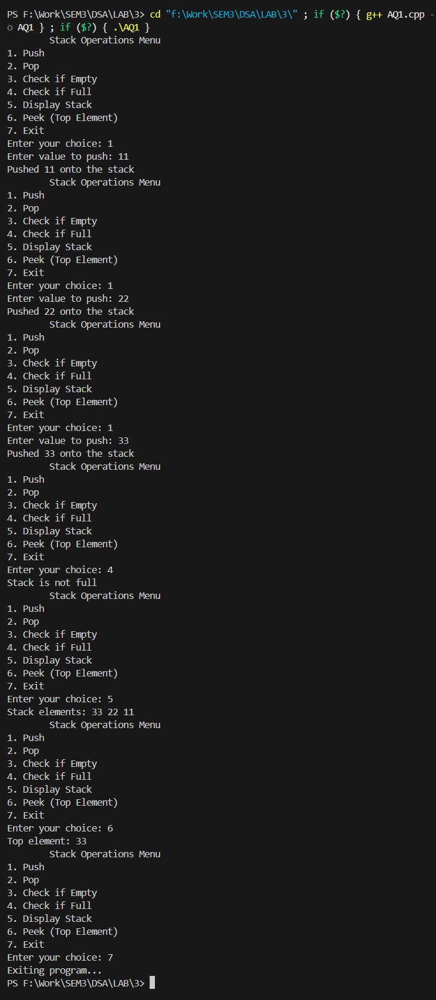 PS F:\Work\SEM3\DSA\LAB\3> cd "f:\Work\SEM3\DSA\LAB\3\" ; if ($?) { g++ AQ1.cpp -
o AQ1 } ; if ($?) { .\AQ1 }
        Stack Operations Menu
1. Push
2. Pop
3. Check if Empty
4. Check if Full
5. Display Stack
6. Peek (Top Element)
7. Exit
Enter your choice: 1
Enter value to push: 11
Pushed 11 onto the stack
        Stack Operations Menu
1. Push
2. Pop
3. Check if Empty
4. Check if Full
5. Display Stack
6. Peek (Top Element)
7. Exit
Enter your choice: 1
Enter value to push: 22
Pushed 22 onto the stack
        Stack Operations Menu
1. Push
2. Pop
3. Check if Empty
4. Check if Full
5. Display Stack
6. Peek (Top Element)
7. Exit
Enter your choice: 1
Enter value to push: 33
Pushed 33 onto the stack
        Stack Operations Menu
1. Push
2. Pop
3. Check if Empty
4. Check if Full
5. Display Stack
6. Peek (Top Element)
7. Exit
Enter your choice: 4
Stack is not full
        Stack Operations Menu
1. Push
2. Pop
3. Check if Empty
4. Check if Full
5. Display Stack
6. Peek (Top Element)
7. Exit
Enter your choice: 5
Stack elements: 33 22 11
        Stack Operations Menu
1. Push
2. Pop
3. Check if Empty
4. Check if Full
5. Display Stack
6. Peek (Top Element)
7. Exit
Enter your choice: 6
Top element: 33
        Stack Operations Menu
1. Push
2. Pop
3. Check if Empty
4. Check if Full
5. Display Stack
6. Peek (Top Element)
7. Exit
Enter your choice: 7
Exiting program...
PS F:\Work\SEM3\DSA\LAB\3>